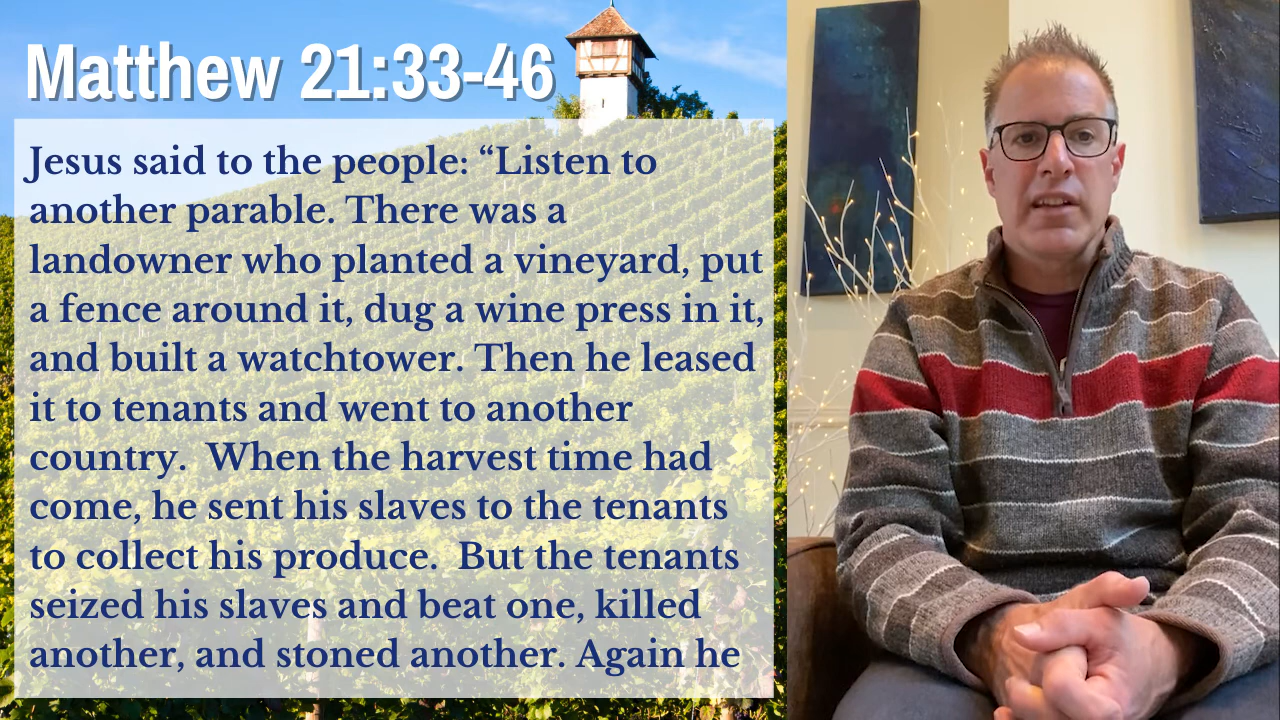 Matthew 21:33-46
Jesus said to the people: “Listen to
another parable. There was a
landowner who planted a vineyard, put
a fence around it, dug a wine press in it,
and built a watchtower. Then he leased
it to tenants and went to another
country.  When the harvest time had
come, he sent his slaves to the tenants
to collect his produce.  But the tenants
seized his slaves and beat one, killed
another, and stoned another. Again he